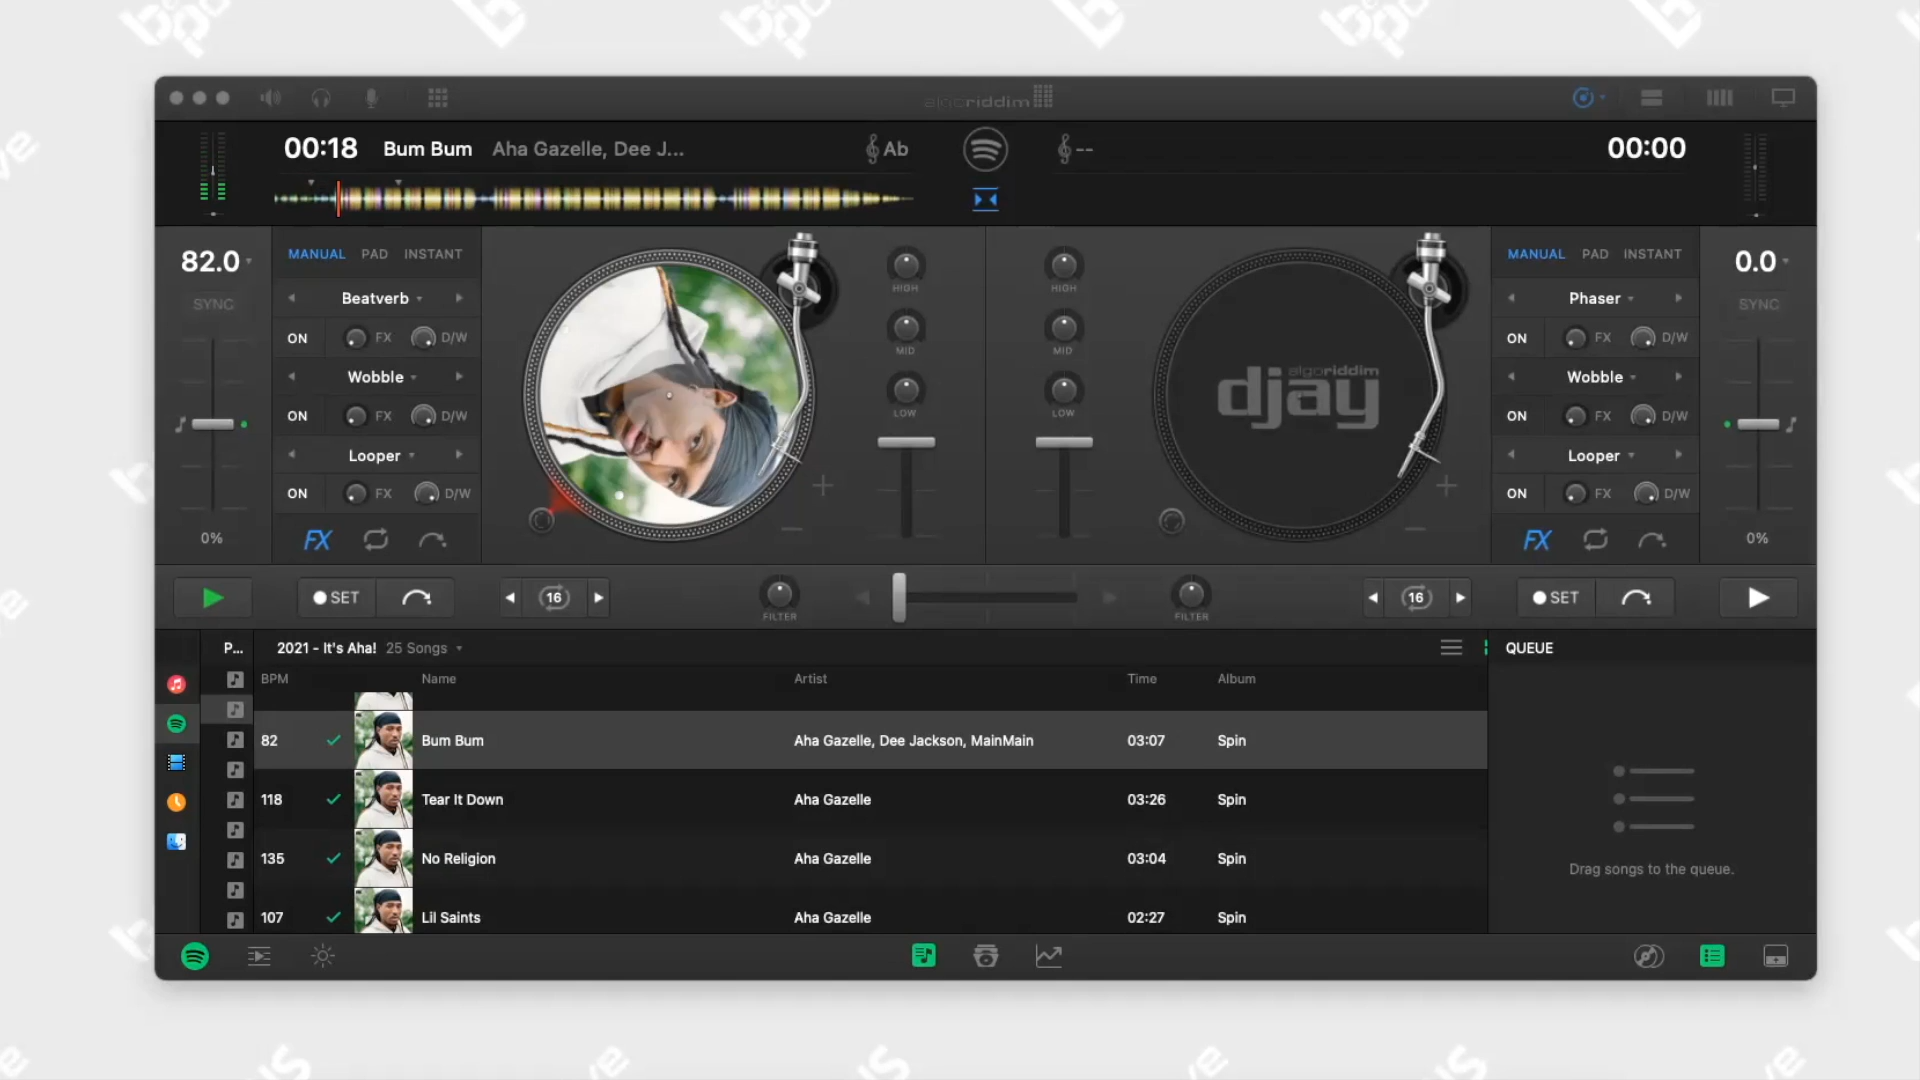 algoriddim
00:18 Bum Bum Aha Gazelle, Dee J... Ab
-- 00:00
82.0
SYNC
0%
MANUAL PAD INSTANT
Beatverb
ON FX D/W
Wobble
ON FX D/W
Looper
ON FX D/W
FX
HIGH
MID
LOW
HIGH
MID
LOW
algoriddim
djay
MANUAL PAD INSTANT
Phaser
ON FX D/W
Wobble
ON FX D/W
Looper
ON FX D/W
FX
0.0
SYNC
0%
SET 16 FILTER FILTER 16 SET
P... 2021 - It's Aha! 25 Songs QUEUE
BPM Name Artist Time Album
82 Bum Bum Aha Gazelle, Dee Jackson, MainMain 03:07 Spin
118 Tear It Down Aha Gazelle 03:26 Spin
135 No Religion Aha Gazelle 03:04 Spin
107 Lil Saints Aha Gazelle 02:27 Spin
Drag songs to the queue.